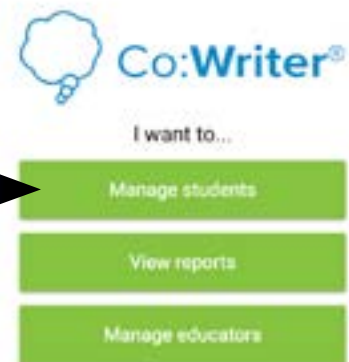 Co:Writer®
I want to...
Manage students
View reports
Manage educators